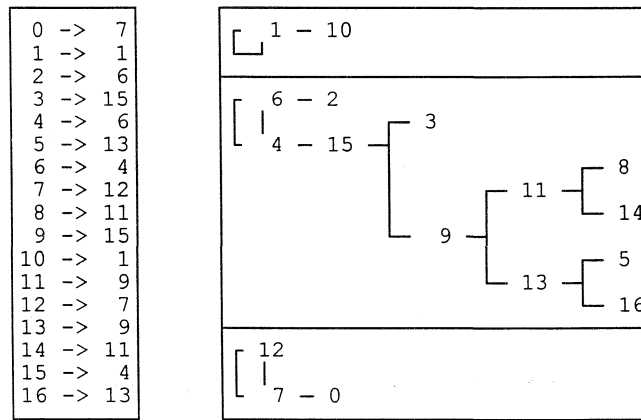 0 -> 7
1 -> 1
2 -> 6
3 -> 15
4 -> 6
5 -> 13
6 -> 4
7 -> 12
8 -> 11
9 -> 15
10 -> 1
11 -> 9
12 -> 7
13 -> 9
14 -> 11
15 -> 4
16 -> 13
1 – 10
6 – 2
3
4 – 15
8
11
14
9
5
13
16
12
7 – 0